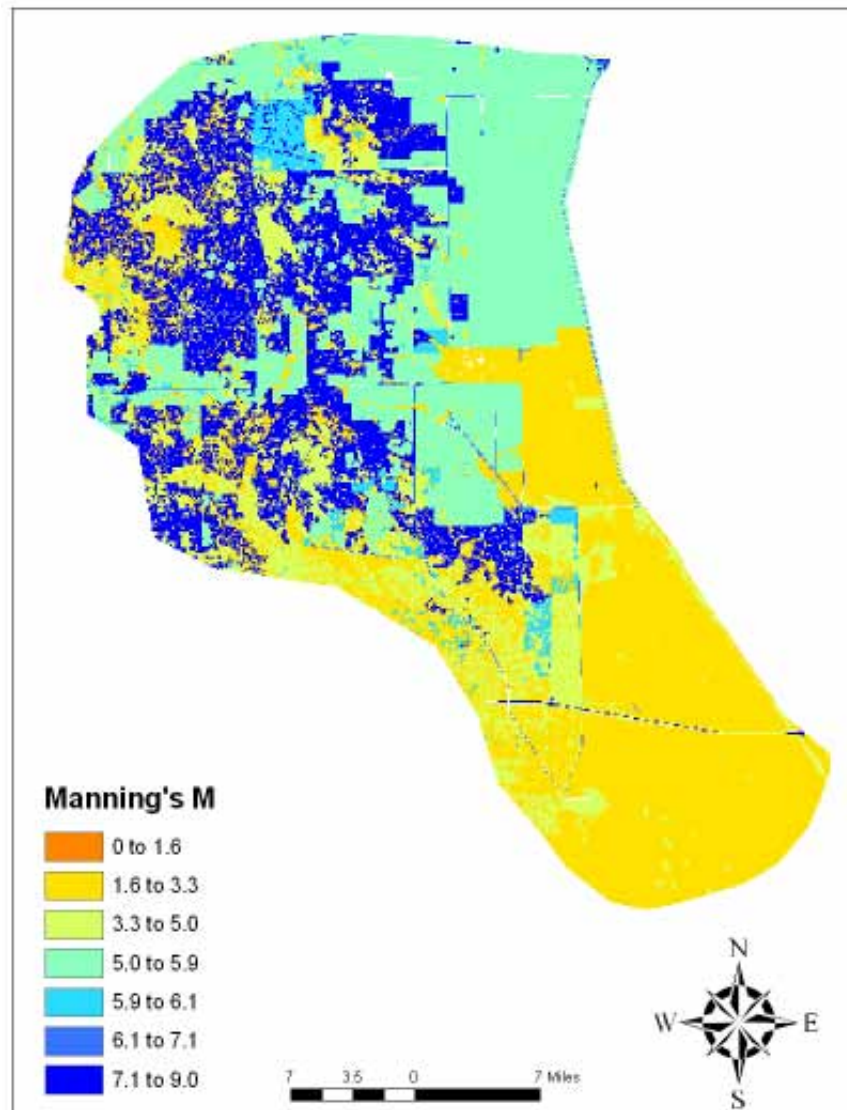 Manning's M
0 to 1.6
1.6 to 3.3
3.3 to 5.0
5.0 to 5.9
5.9 to 6.1
6.1 to 7.1
7.1 to 9.0
N
W E
S
7 3.5 0 7 Miles